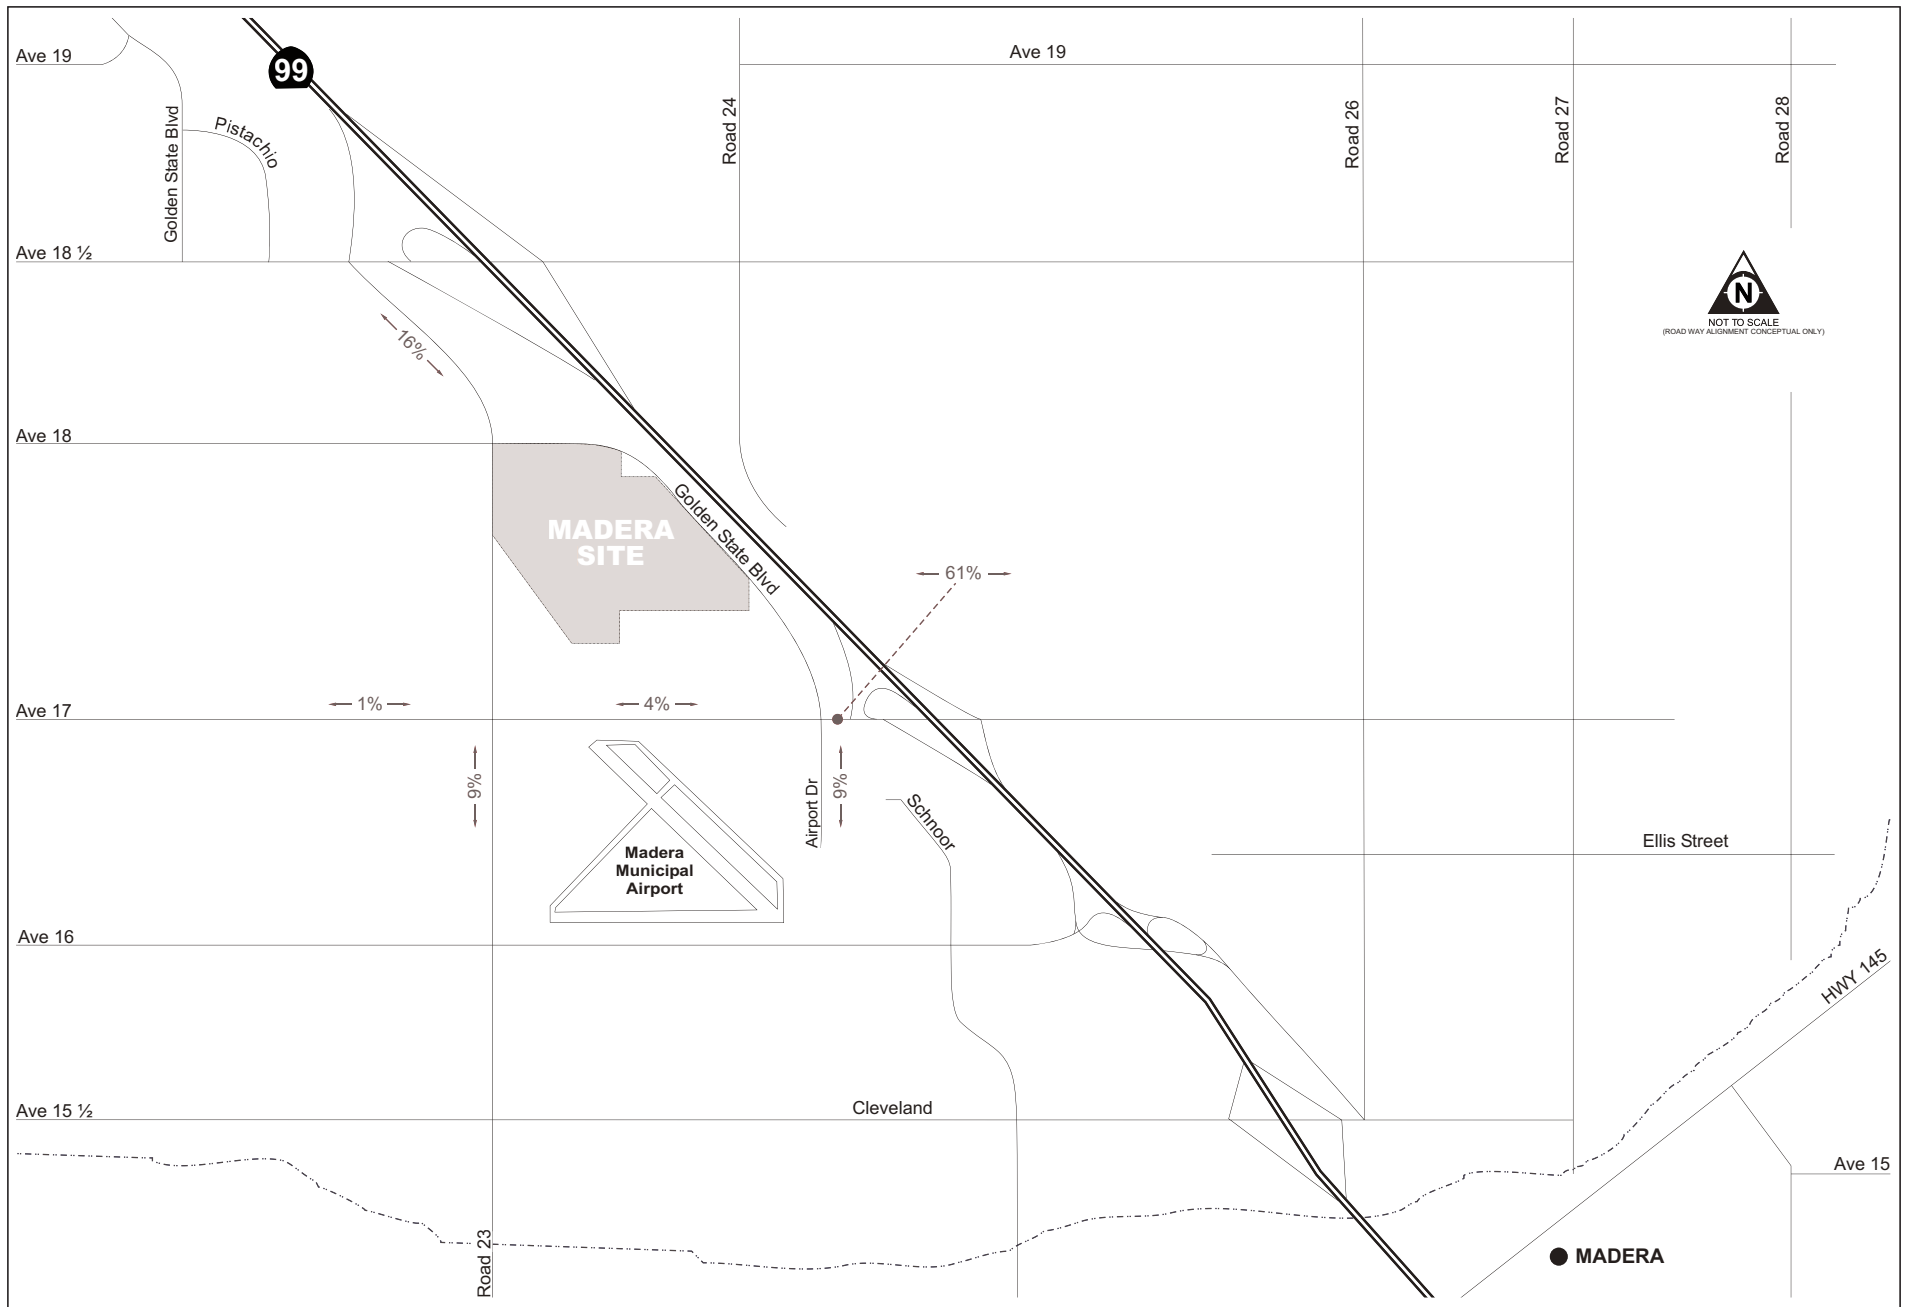 Ave 19
99
Ave 19
Golden State Blvd
Pistachio
Road 24
Road 26
Road 27
Road 28
Ave 18 ½
N
NOT TO SCALE
(ROAD WAY ALIGNMENT CONCEPTUAL ONLY)
16%
Ave 18
MADERA
SITE
Golden State Blvd
61%
Ave 17
1%
4%
9%
Airport Dr
9%
Schnoor
Madera
Municipal
Airport
Ellis Street
Ave 16
HWY 145
Ave 15 ½
Cleveland
Ave 15
Road 23
MADERA